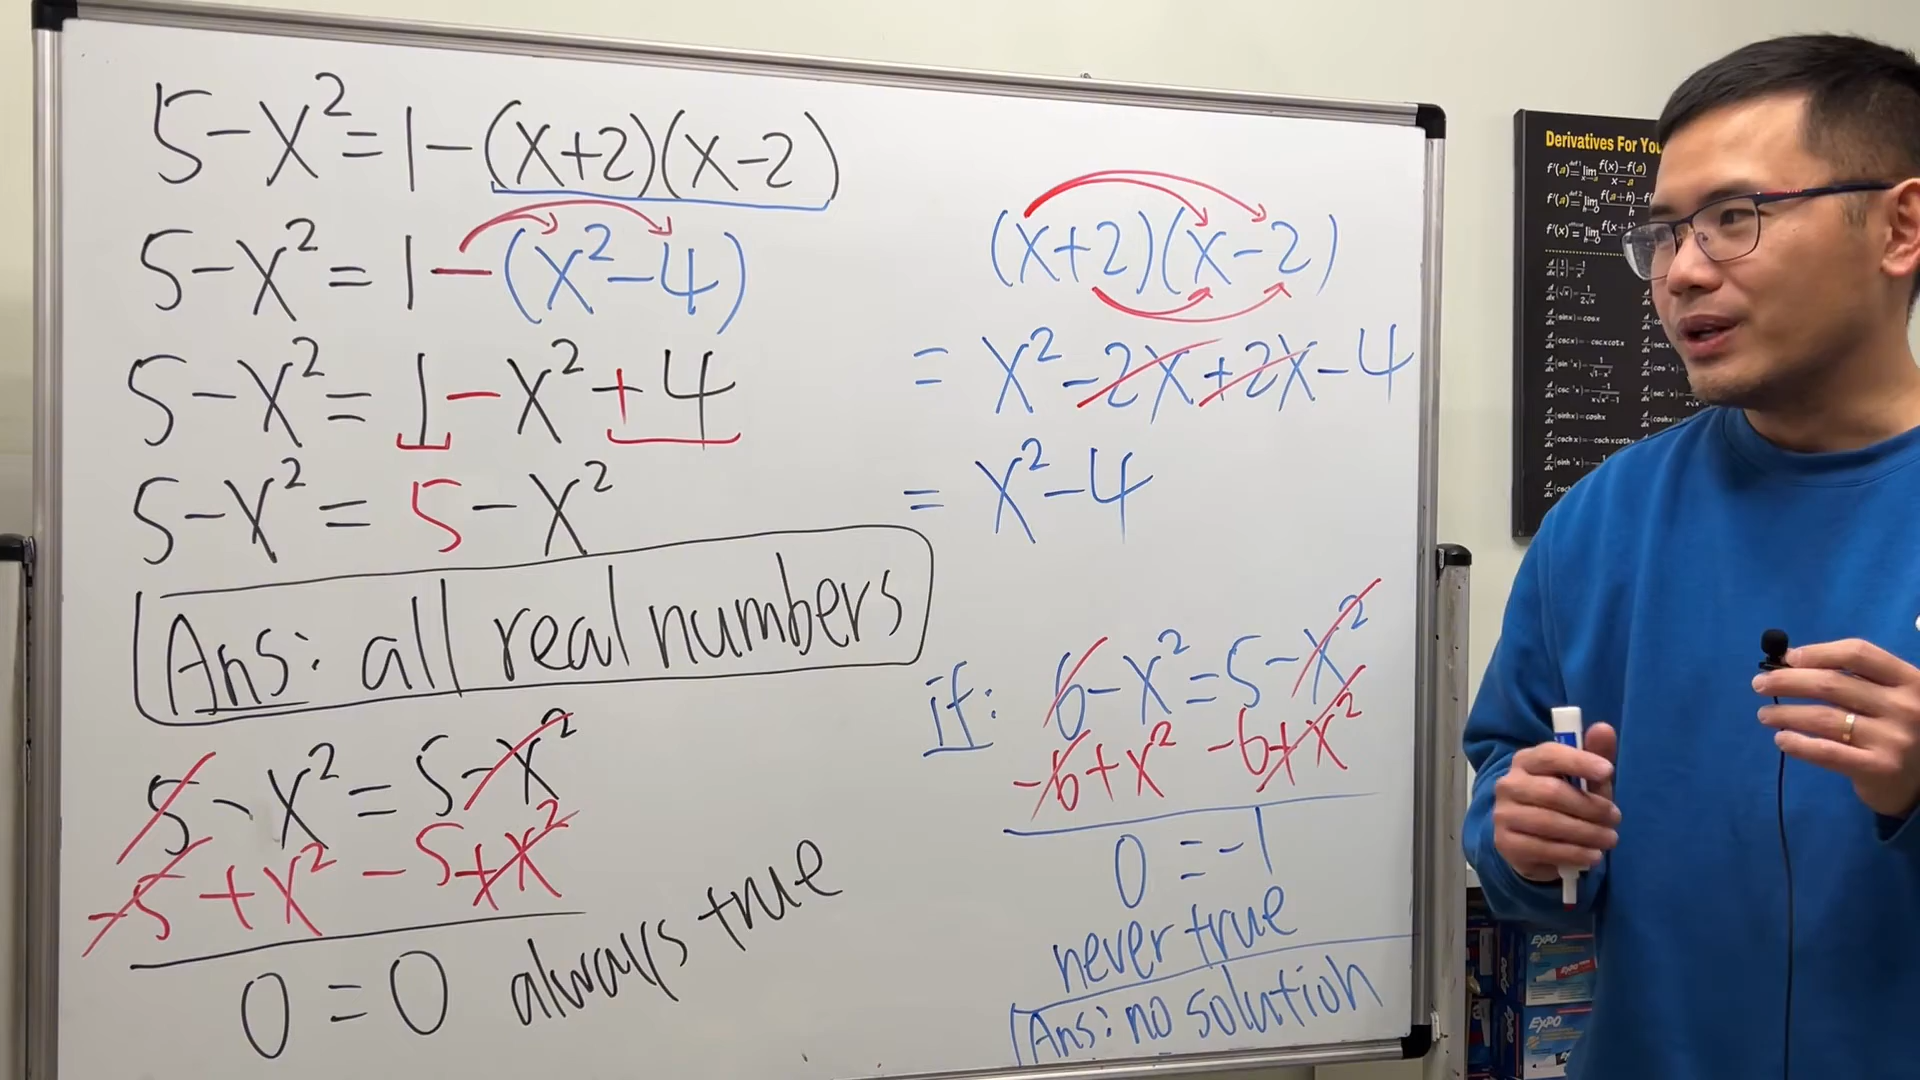 5-x²=1-(x+2)(x-2)
5-x²=1-(x²-4)
5-x²=1-x²+4
5-x²=5-x²
Ans: all real numbers
5-x²=5-x²
-5+x² -5+x²
0=0 always true
(x+2)(x-2)
= x²-2x+2x-4
= x²-4
if: 6-x²=5-x²
-6+x² -6+x²
0=-1
never true
Ans: no solution
Derivatives For You
EXPO
EXPO